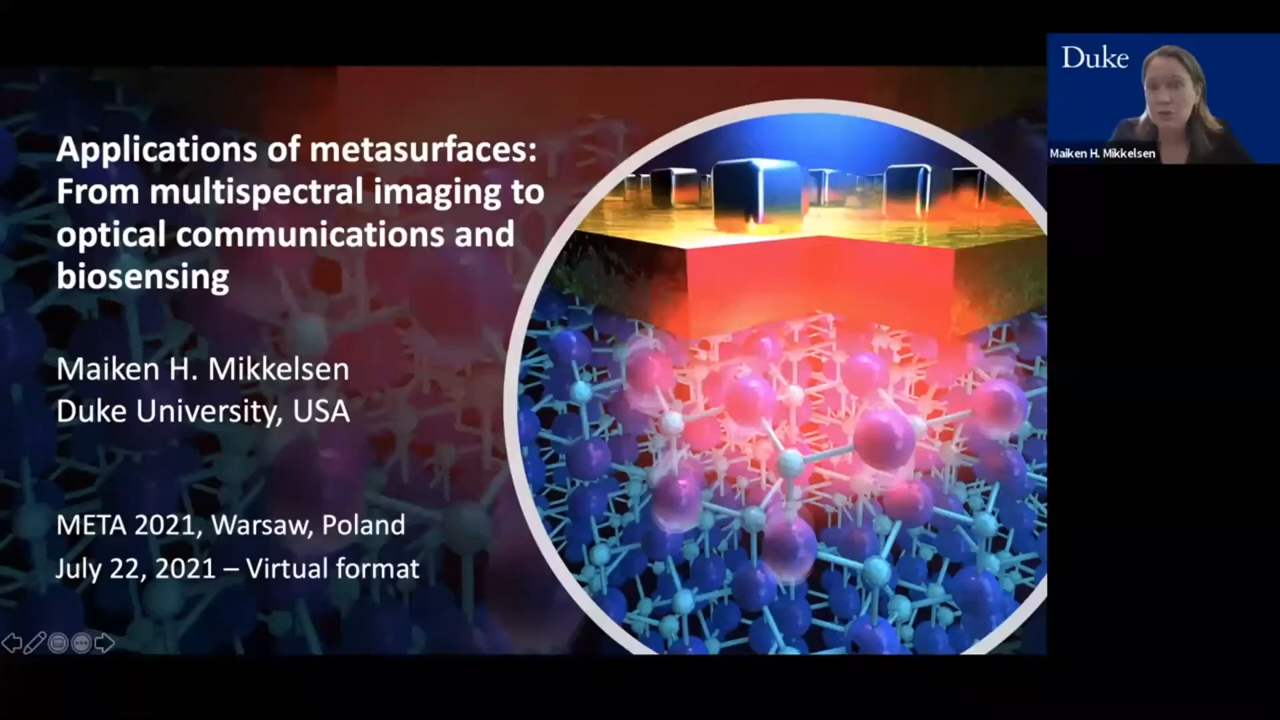 Applications of metasurfaces:
From multispectral imaging to
optical communications and
biosensing
Maiken H. Mikkelsen
Duke University, USA
META 2021, Warsaw, Poland
July 22, 2021 – Virtual format
Duke
Maiken H. Mikkelsen